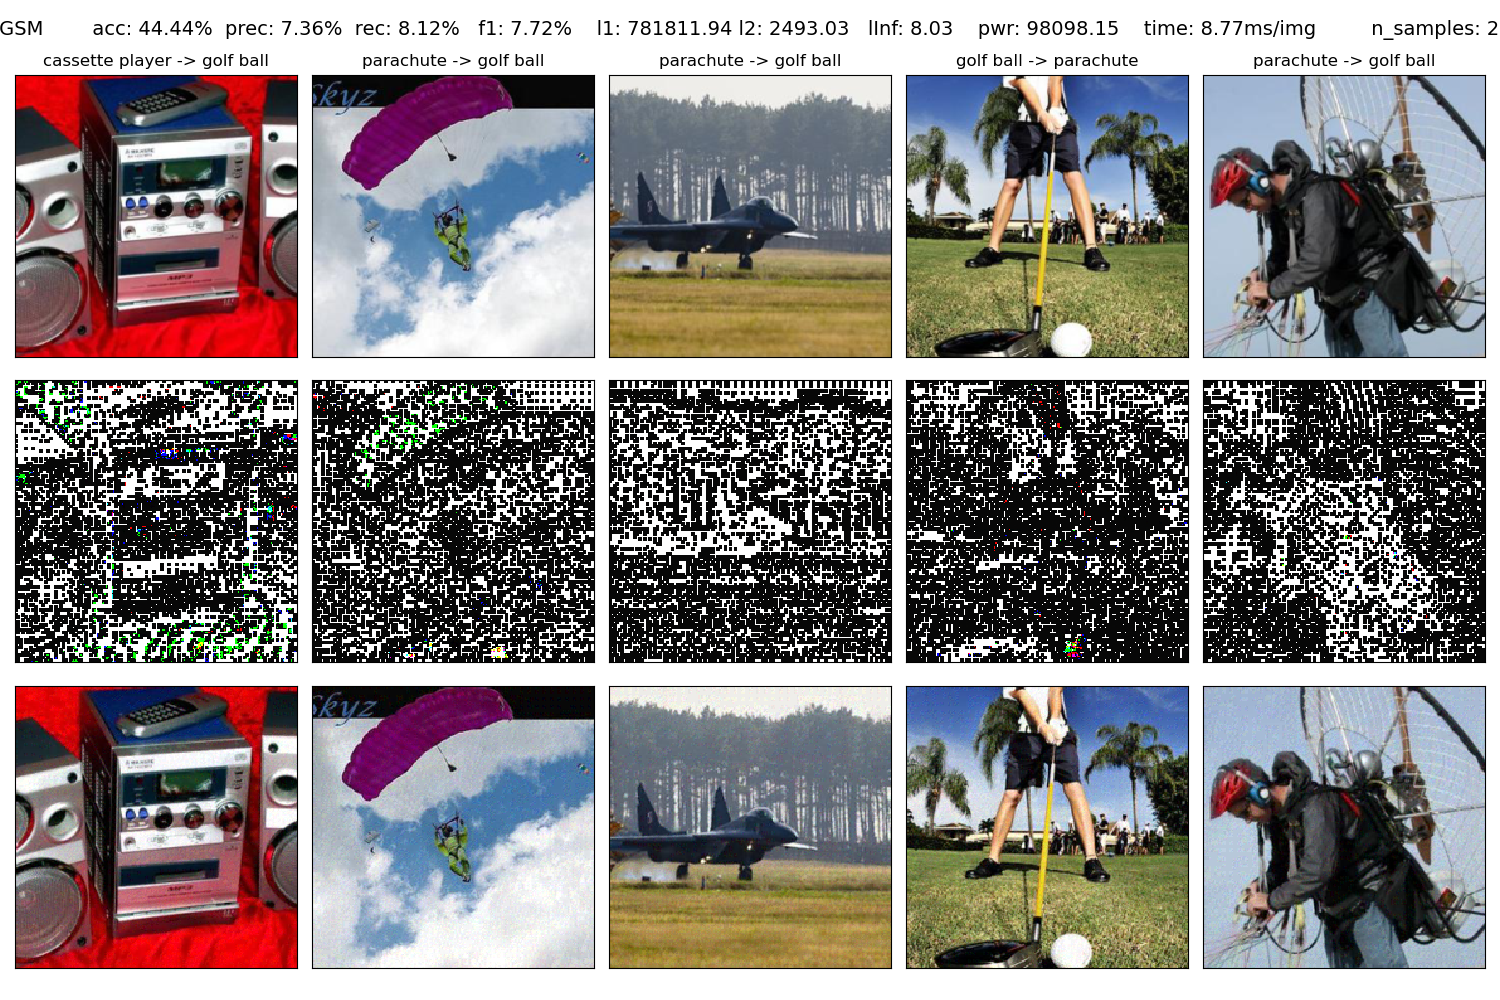 GSM acc: 44.44% prec: 7.36% rec: 8.12% f1: 7.72% l1: 781811.94 l2: 2493.03 lInf: 8.03 pwr: 98098.15 time: 8.77ms/img n_samples: 2
cassette player -> golf ball
parachute -> golf ball
parachute -> golf ball
golf ball -> parachute
parachute -> golf ball
Skyz
Skyz